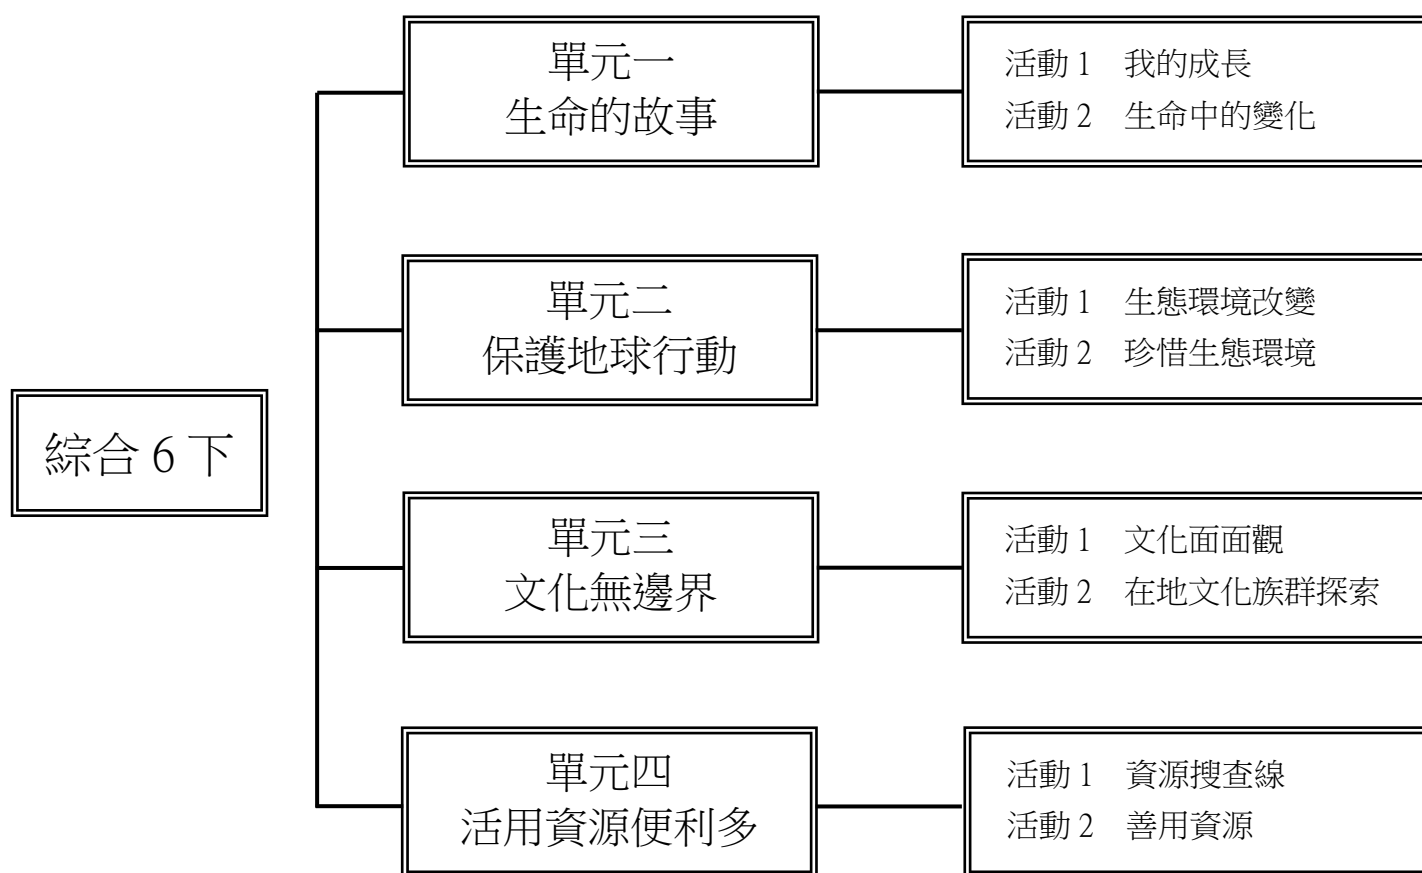 綜合 6 下
單元一
生命的故事
活動 1　我的成長
活動 2　生命中的變化
單元二
保護地球行動
活動 1　生態環境改變
活動 2　珍惜生態環境
單元三
文化無邊界
活動 1　文化面面觀
活動 2　在地文化族群探索
單元四
活用資源便利多
活動 1　資源搜查線
活動 2　善用資源